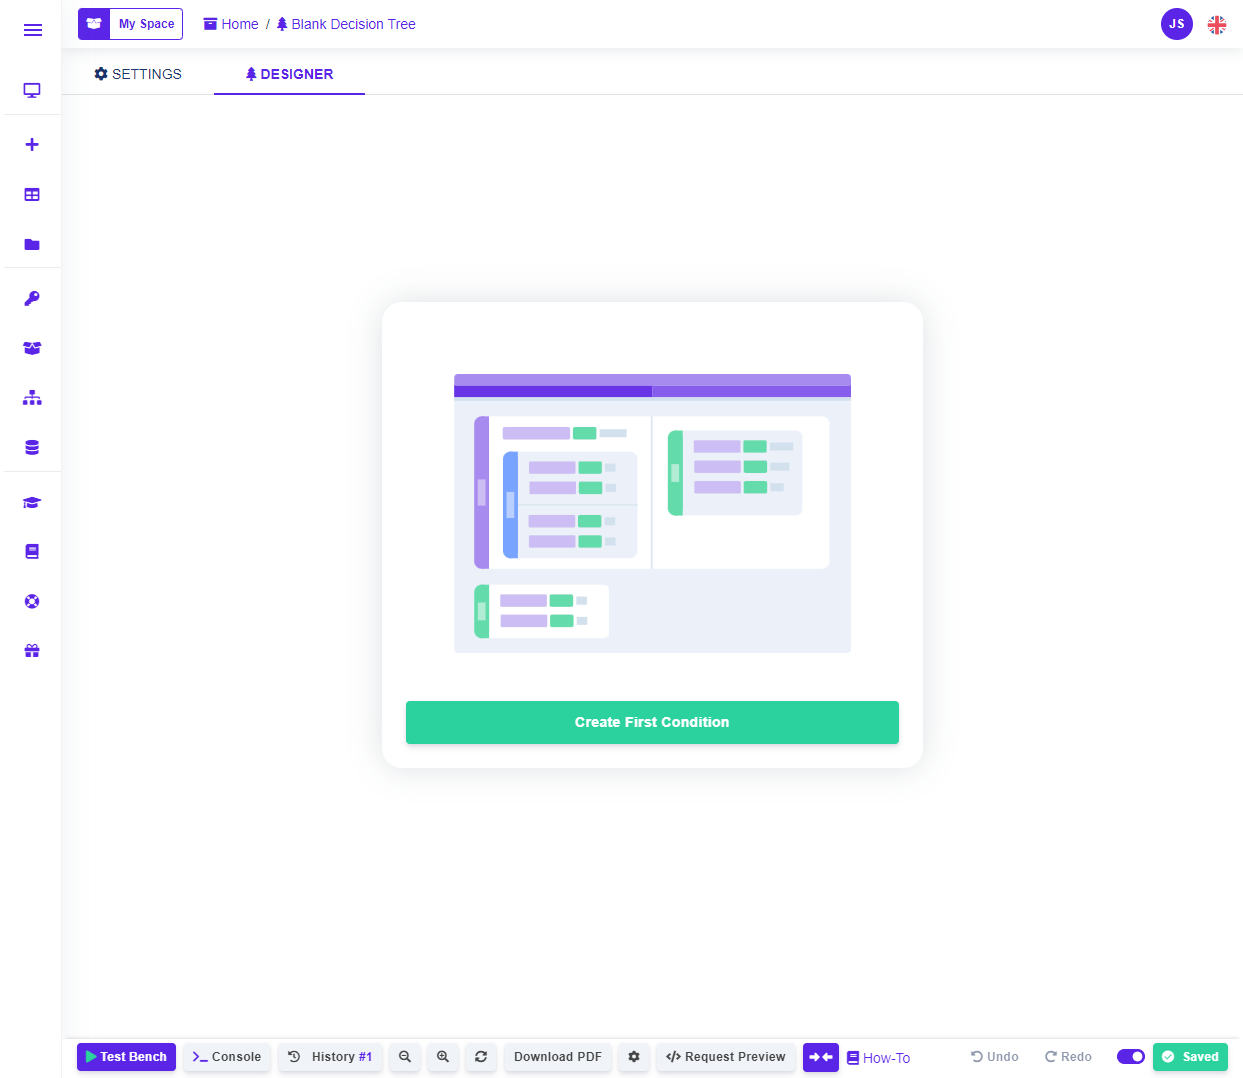 My Space
Home / Blank Decision Tree
JS
SETTINGS
DESIGNER
Create First Condition
Test Bench
Console
History #1
Download PDF
Request Preview
How-To
Undo
Redo
Saved